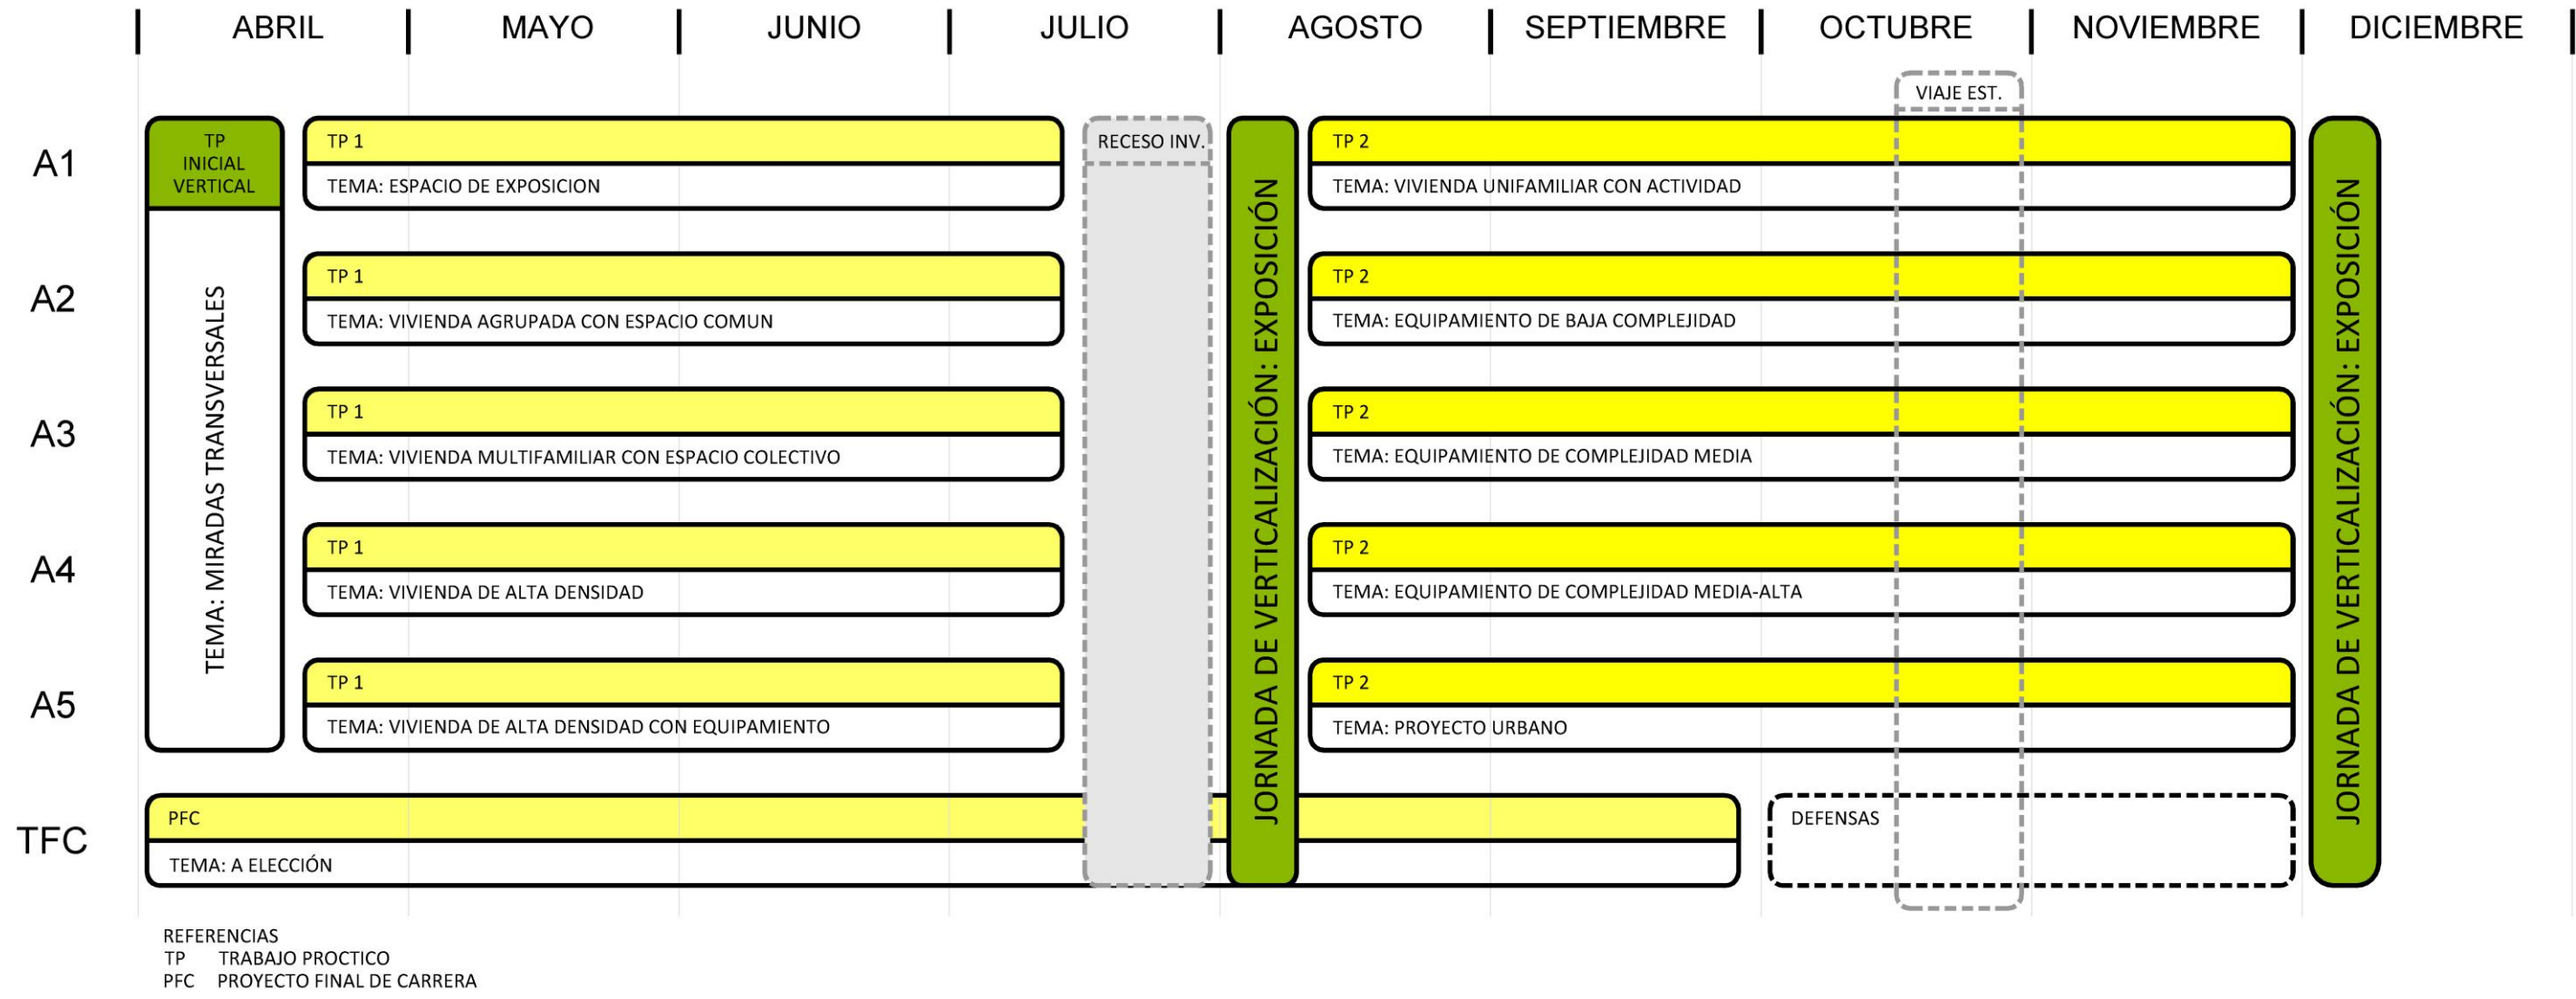 ABRIL MAYO JUNIO JULIO AGOSTO SEPTIEMBRE OCTUBRE NOVIEMBRE DICIEMBRE
VIAJE EST.
A1
TP
INICIAL
VERTICAL
TEMA: MIRADAS TRANSVERSALES
TP 1
TEMA: ESPACIO DE EXPOSICION
RECESO INV.
JORNADA DE VERTICALIZACIÓN: EXPOSICIÓN
TP 2
TEMA: VIVIENDA UNIFAMILIAR CON ACTIVIDAD
JORNADA DE VERTICALIZACIÓN: EXPOSICIÓN
A2
TP 1
TEMA: VIVIENDA AGRUPADA CON ESPACIO COMUN
TP 2
TEMA: EQUIPAMIENTO DE BAJA COMPLEJIDAD
A3
TP 1
TEMA: VIVIENDA MULTIFAMILIAR CON ESPACIO COLECTIVO
TP 2
TEMA: EQUIPAMIENTO DE COMPLEJIDAD MEDIA
A4
TP 1
TEMA: VIVIENDA DE ALTA DENSIDAD
TP 2
TEMA: EQUIPAMIENTO DE COMPLEJIDAD MEDIA-ALTA
A5
TP 1
TEMA: VIVIENDA DE ALTA DENSIDAD CON EQUIPAMIENTO
TP 2
TEMA: PROYECTO URBANO
TFC
PFC
TEMA: A ELECCIÓN
DEFENSAS
REFERENCIAS
TP TRABAJO PROCTICO
PFC PROYECTO FINAL DE CARRERA